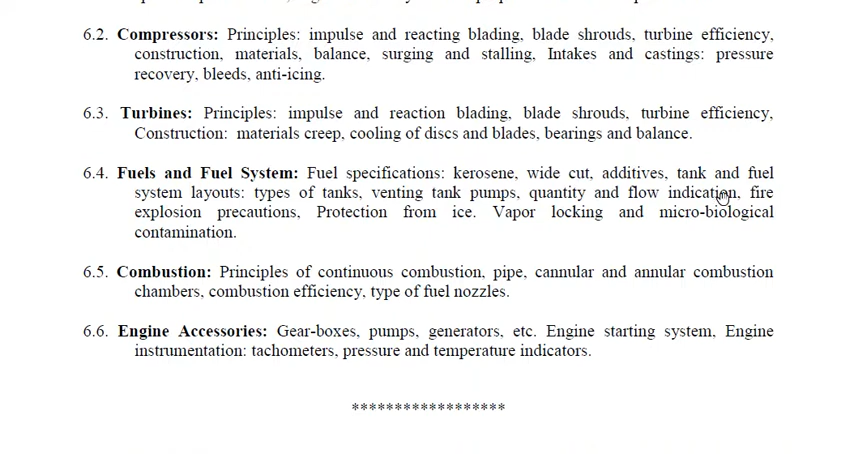 6.2. Compressors: Principles: impulse and reacting blading, blade shrouds, turbine efficiency,
construction, materials, balance, surging and stalling, Intakes and castings: pressure
recovery, bleeds, anti-icing.
6.3. Turbines: Principles: impulse and reaction blading, blade shrouds, turbine efficiency,
Construction: materials creep, cooling of discs and blades, bearings and balance.
6.4. Fuels and Fuel System: Fuel specifications: kerosene, wide cut, additives, tank and fuel
system layouts: types of tanks, venting tank pumps, quantity and flow indication, fire
explosion precautions, Protection from ice. Vapor locking and micro-biological
contamination.
6.5. Combustion: Principles of continuous combustion, pipe, cannular and annular combustion
chambers, combustion efficiency, type of fuel nozzles.
6.6. Engine Accessories: Gear-boxes, pumps, generators, etc. Engine starting system, Engine
instrumentation: tachometers, pressure and temperature indicators.
******************